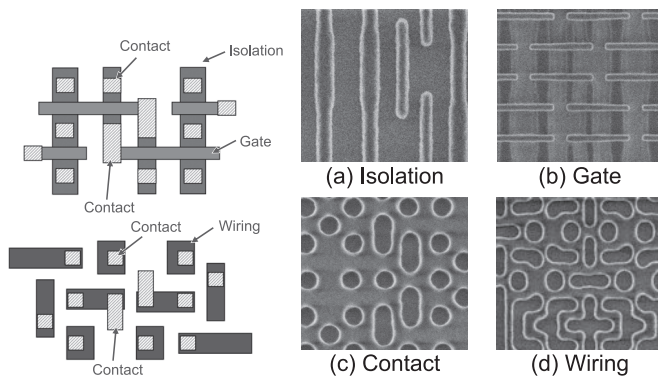 Contact
Isolation
Gate
Contact
Contact
Wiring
Contact
(a) Isolation
(b) Gate
(c) Contact
(d) Wiring